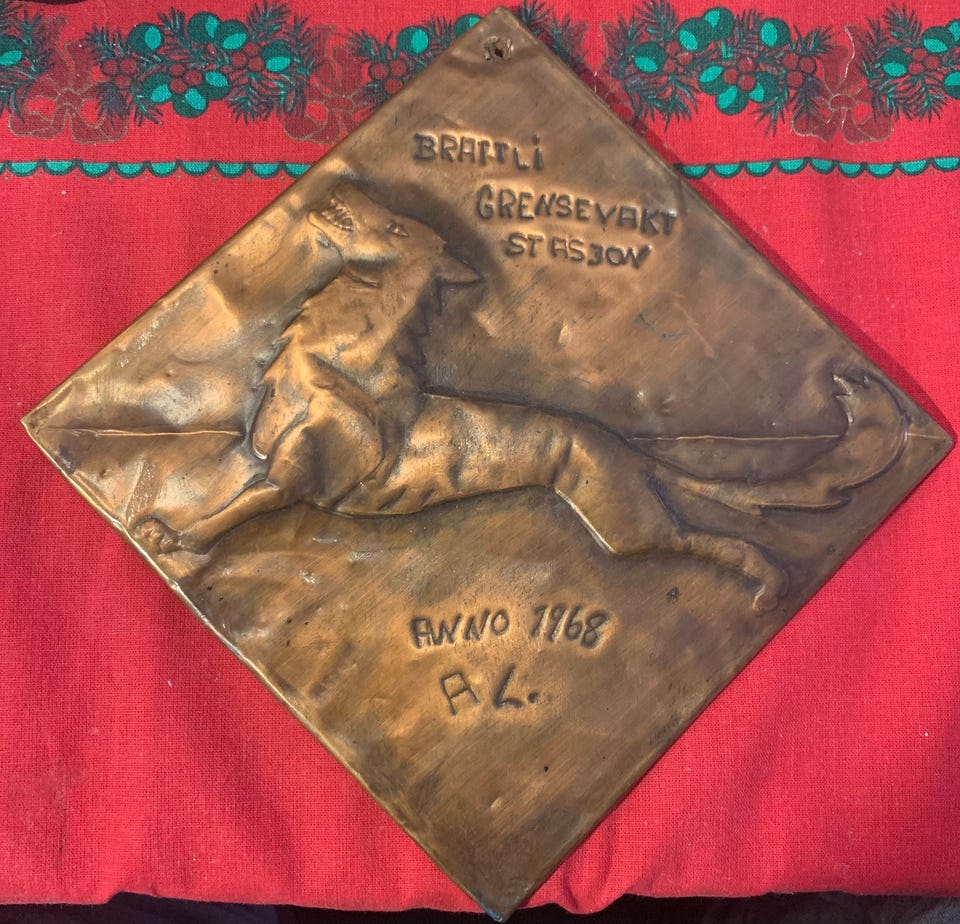 BRATTLi
GRENSEVAKT
STASJON
ANNO 1968
A L.